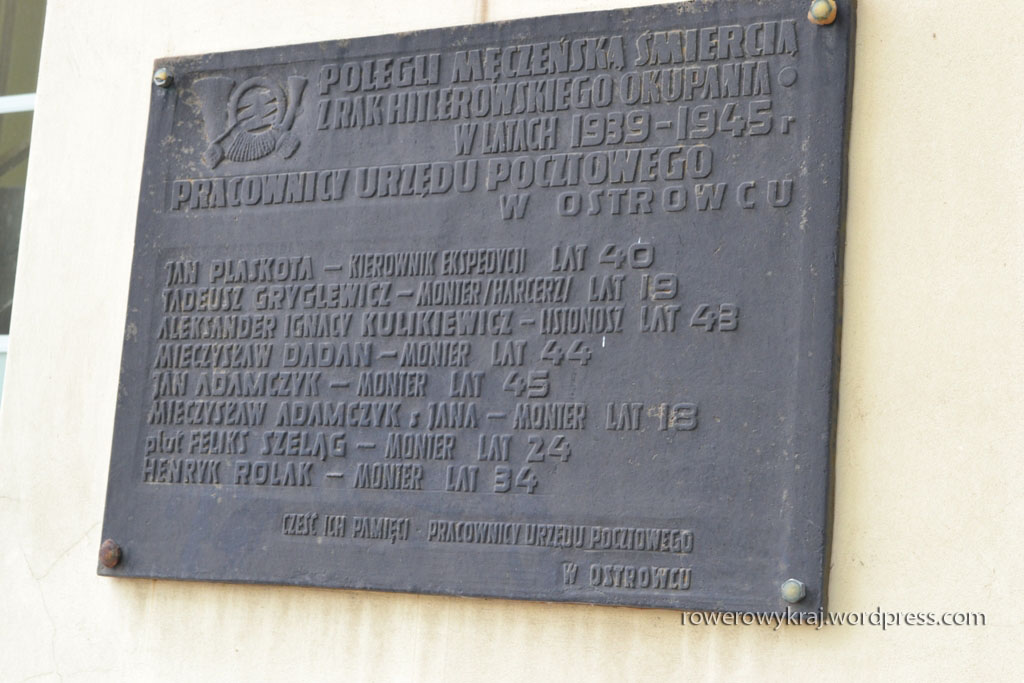 POLEGLI MĘCZEŃSKĄ ŚMIERCIĄ
Z RĄK HITLEROWSKIEGO OKUPANTA
W LATACH 1939-1945 r
PRACOWNICY URZĘDU POCZTOWEGO
W OSTROWCU
JAN PLASKOTA – KIEROWNIK EKSPEDYCJI LAT 40
TADEUSZ GRYGLEWICZ – MONTER/HARCERZ/ LAT 19
ALEKSANDER IGNACY KULIKIEWICZ – LISTONOSZ LAT 43
MIECZYSŁAW DADAN – MONTER LAT 44
JAN ADAMCZYK – MONTER LAT 45
MIECZYSŁAW ADAMCZYK s JANA – MONTER LAT 18
plut FELIKS SZELĄG – MONTER LAT 24
HENRYK ROLAK – MONTER LAT 34
CZEŚĆ ICH PAMIĘCI - PRACOWNICY URZĘDU POCZTOWEGO
W OSTROWCU
rowerowykraj.wordpress.com